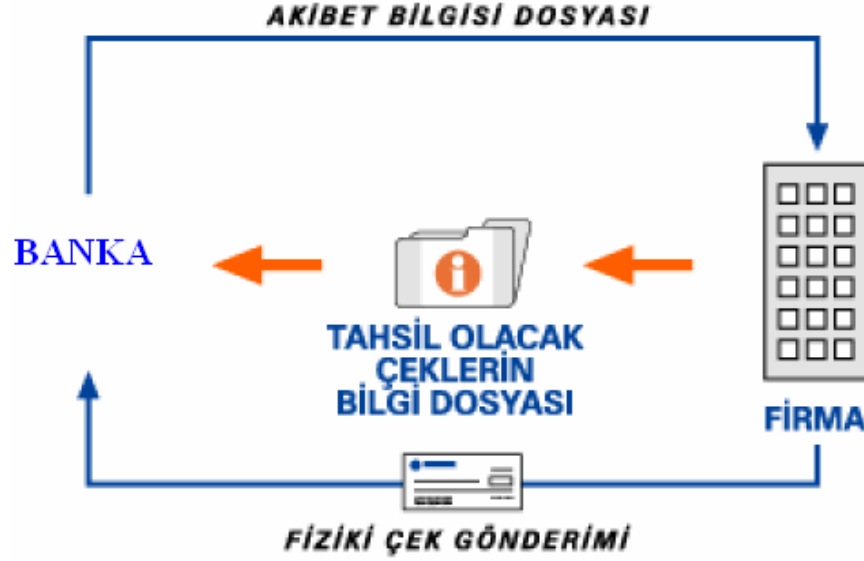 AKİBET BİLGİSİ DOSYASI
BANKA
TAHSİL OLACAK
ÇEKLERİN
BİLGİ DOSYASI
FİRMA
FİZİKİ ÇEK GÖNDERİMİ